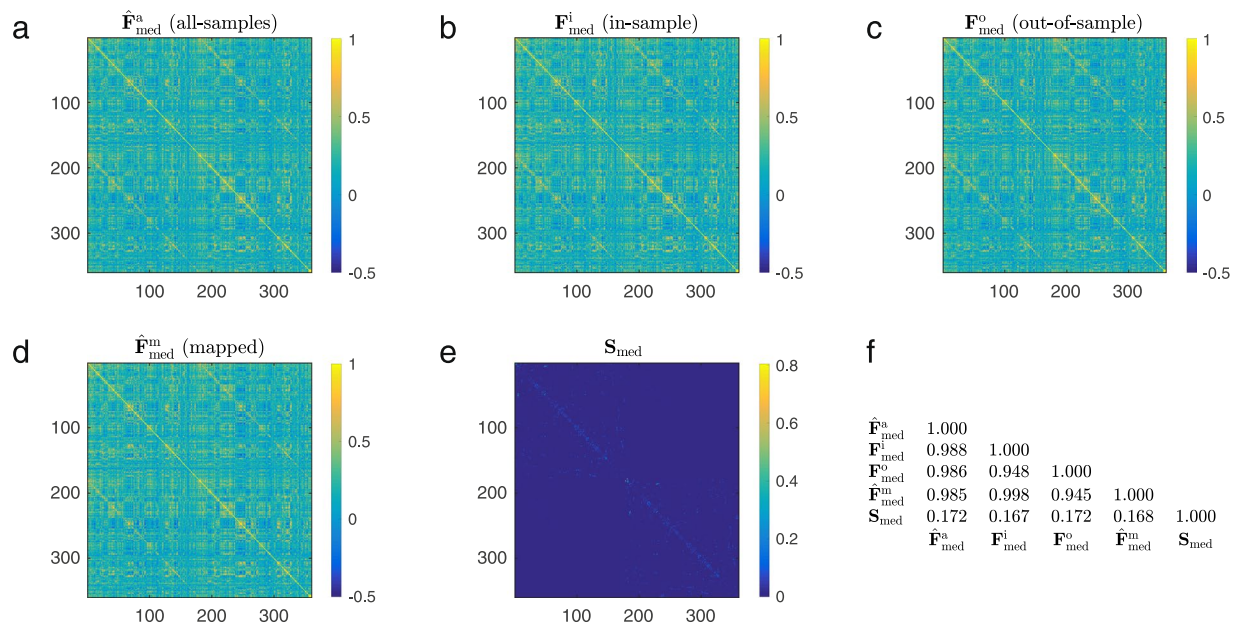 a F̂ᵃmed (all-samples)
1
0.5
0
-0.5
100
200
300
100 200 300
b Fⁱmed (in-sample)
1
0.5
0
-0.5
100
200
300
100 200 300
c Fᵒmed (out-of-sample)
1
0.5
0
-0.5
100
200
300
100 200 300
d F̂ᵐmed (mapped)
1
0.5
0
-0.5
100
200
300
100 200 300
e Smed
0.8
0.6
0.4
0.2
0
100
200
300
100 200 300
f
F̂ᵃmed 1.000
Fⁱmed 0.988 1.000
Fᵒmed 0.986 0.948 1.000
F̂ᵐmed 0.985 0.998 0.945 1.000
Smed 0.172 0.167 0.172 0.168 1.000
F̂ᵃmed Fⁱmed Fᵒmed F̂ᵐmed Smed